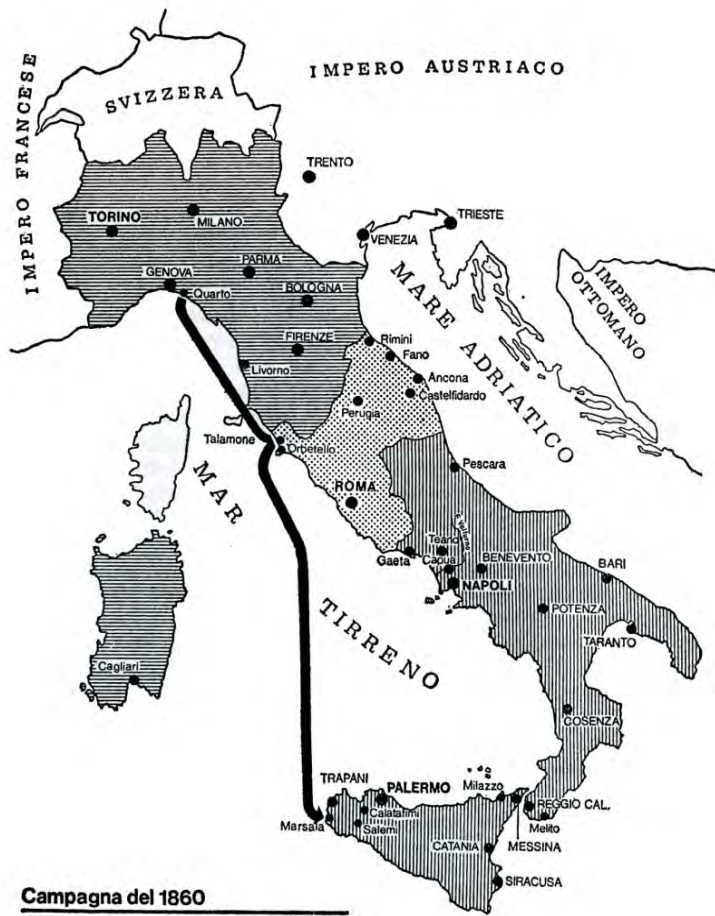 IMPERO FRANCESE
SVIZZERA
IMPERO AUSTRIACO
TRENTO
TORINO
MILANO
VENEZIA
TRIESTE
GENOVA
PARMA
Quarto
BOLOGNA
MARE ADRIATICO
IMPERO
OTTOMANO
FIRENZE
Livorno
Rimini
Fano
Ancona
Castelfidardo
Perugia
Talamone
Orbetello
MAR
TIRRENO
ROMA
Pescara
F. Volturno
Teano
Gaeta
Capua
BENEVENTO
NAPOLI
BARI
POTENZA
TARANTO
Cagliari
COSENZA
TRAPANI
PALERMO
Milazzo
REGGIO CAL.
Marsala
Calatafimi
Salemi
Melito
CATANIA
MESSINA
SIRACUSA
Campagna del 1860